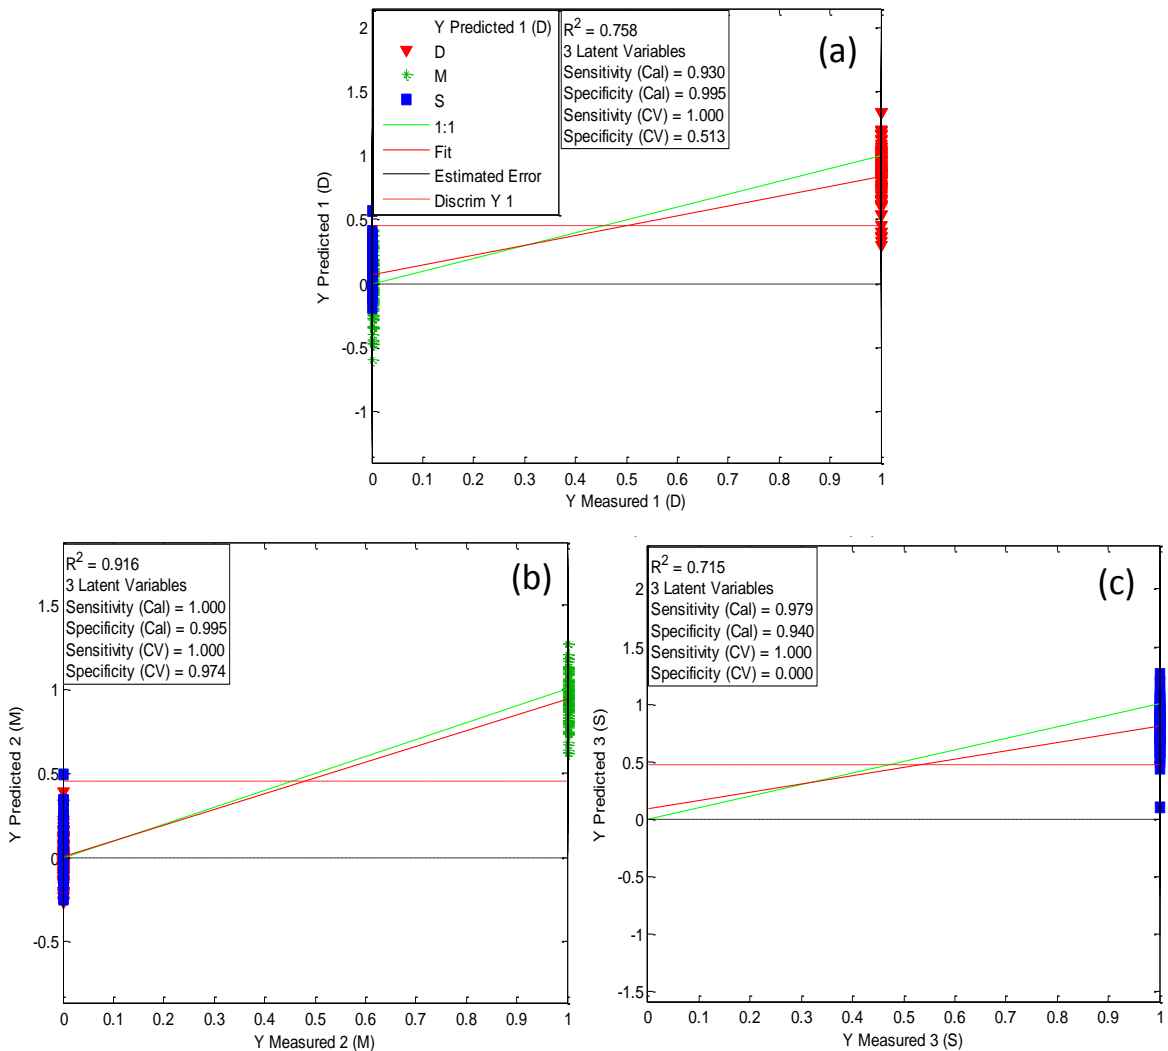 Y Predicted 1 (D)
D
M
S
1:1
Fit
Estimated Error
Discrim Y 1
R2 = 0.758
3 Latent Variables
Sensitivity (Cal) = 0.930
Specificity (Cal) = 0.995
Sensitivity (CV) = 1.000
Specificity (CV) = 0.513
(a)
2
1.5
1
0.5
0
-0.5
-1
Y Predicted 1 (D)
0 0.1 0.2 0.3 0.4 0.5 0.6 0.7 0.8 0.9 1
Y Measured 1 (D)
R2 = 0.916
3 Latent Variables
Sensitivity (Cal) = 1.000
Specificity (Cal) = 0.995
Sensitivity (CV) = 1.000
Specificity (CV) = 0.974
(b)
1.5
1
0.5
0
-0.5
Y Predicted 2 (M)
0 0.1 0.2 0.3 0.4 0.5 0.6 0.7 0.8 0.9 1
Y Measured 2 (M)
R2 = 0.715
3 Latent Variables
Sensitivity (Cal) = 0.979
Specificity (Cal) = 0.940
Sensitivity (CV) = 1.000
Specificity (CV) = 0.000
(c)
2
1.5
1
0.5
0
-0.5
-1
-1.5
Y Predicted 3 (S)
0 0.1 0.2 0.3 0.4 0.5 0.6 0.7 0.8 0.9 1
Y Measured 3 (S)